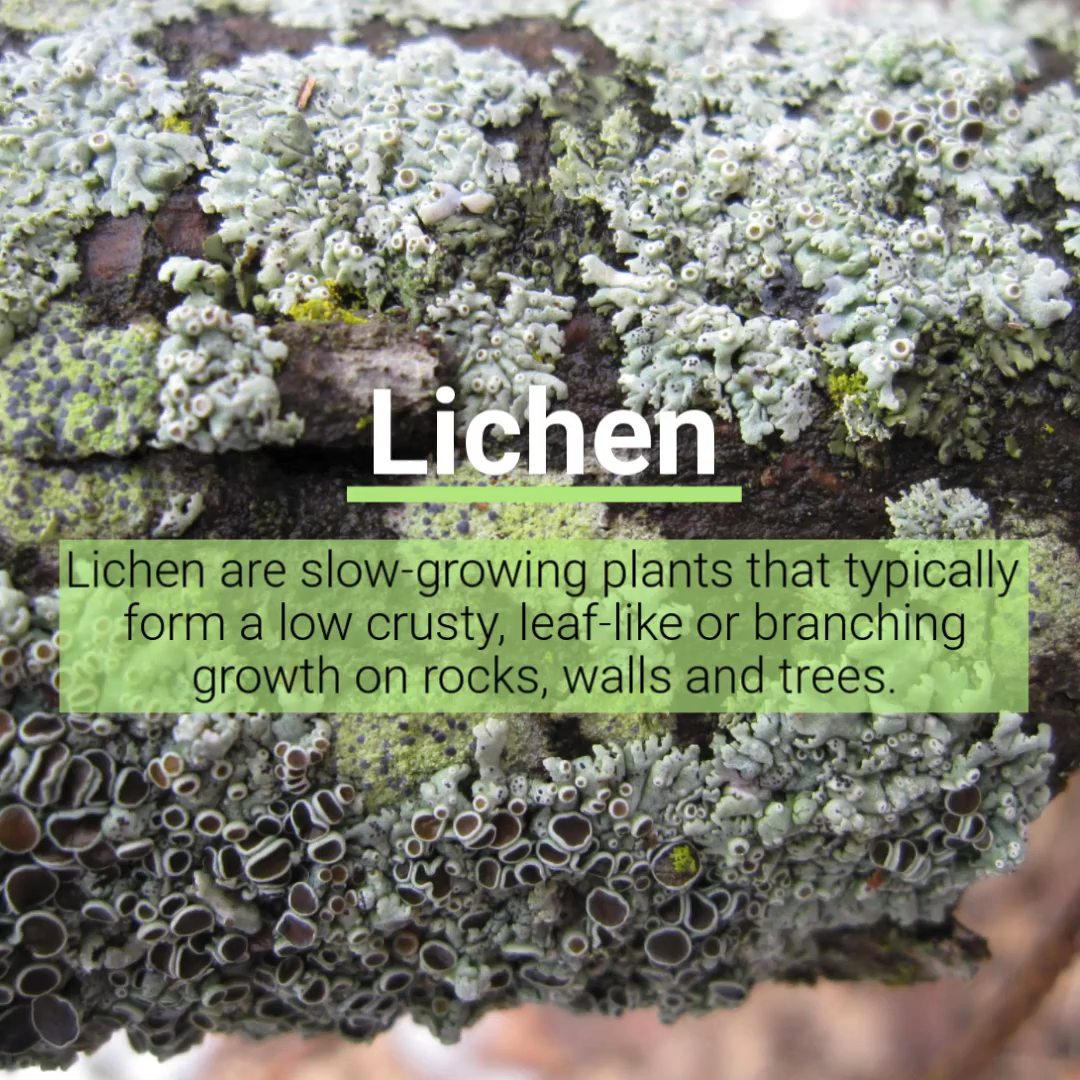 Lichen
Lichen are slow-growing plants that typically
form a low crusty, leaf-like or branching
growth on rocks, walls and trees.